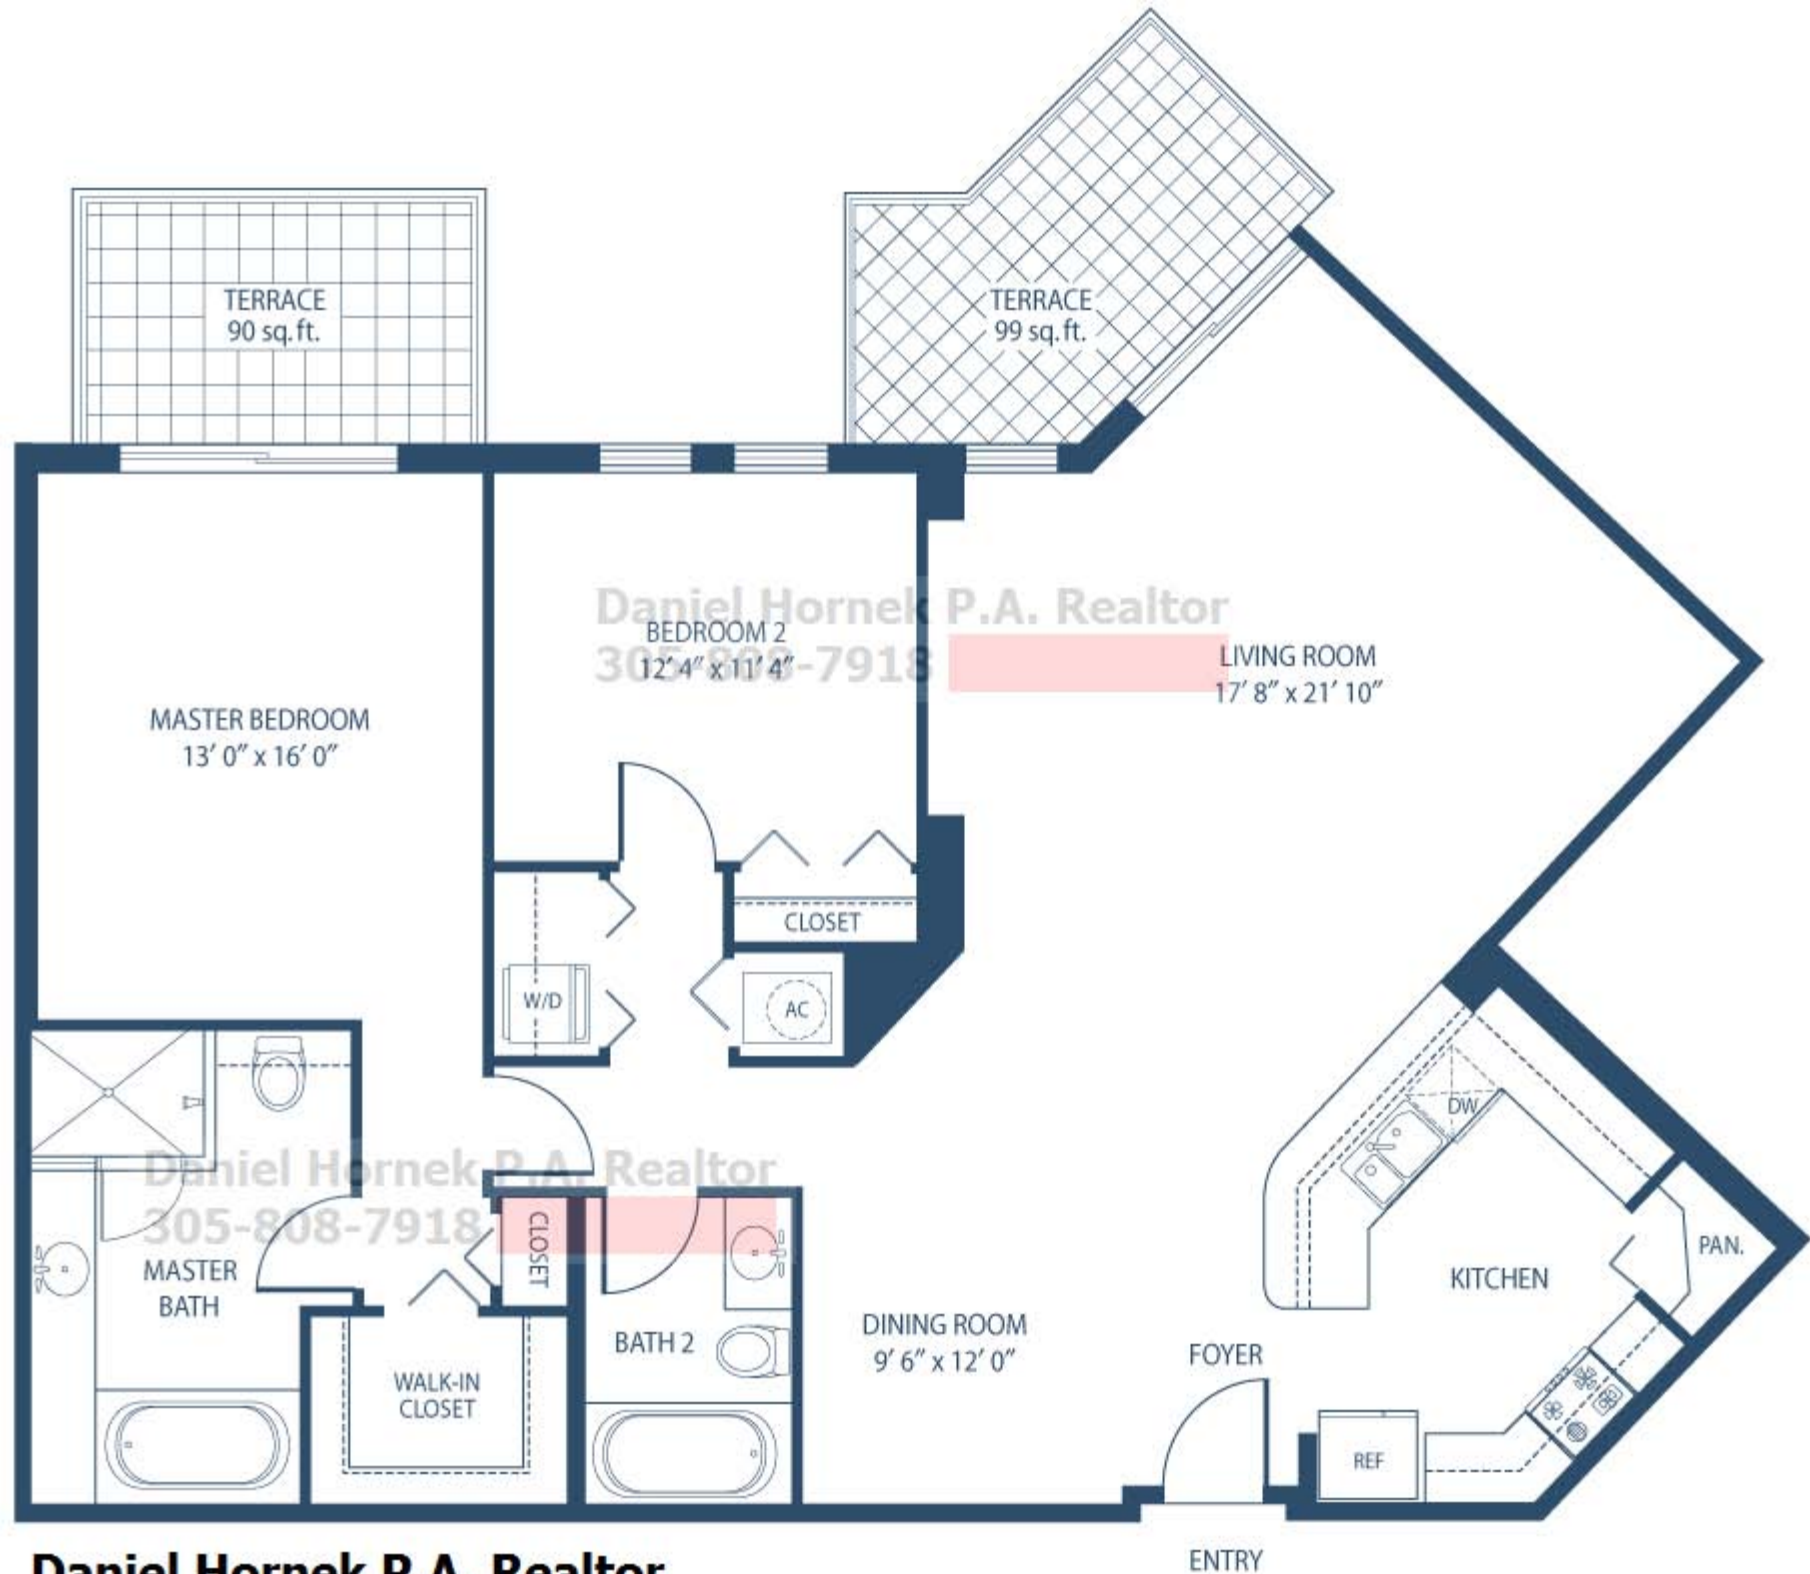 TERRACE
90 sq. ft.
TERRACE
99 sq. ft.
Daniel Hornek P.A. Realtor
305-808-7918
BEDROOM 2
12' 4" x 11' 4"
LIVING ROOM
17' 8" x 21' 10"
MASTER BEDROOM
13' 0" x 16' 0"
CLOSET
W/D
AC
DW
Daniel Hornek P.A. Realtor
305-808-7918
CLOSET
MASTER
BATH
PAN.
KITCHEN
BATH 2
DINING ROOM
9' 6" x 12' 0"
FOYER
WALK-IN
CLOSET
REF
ENTRY
Daniel Hornek P.A. Realtor